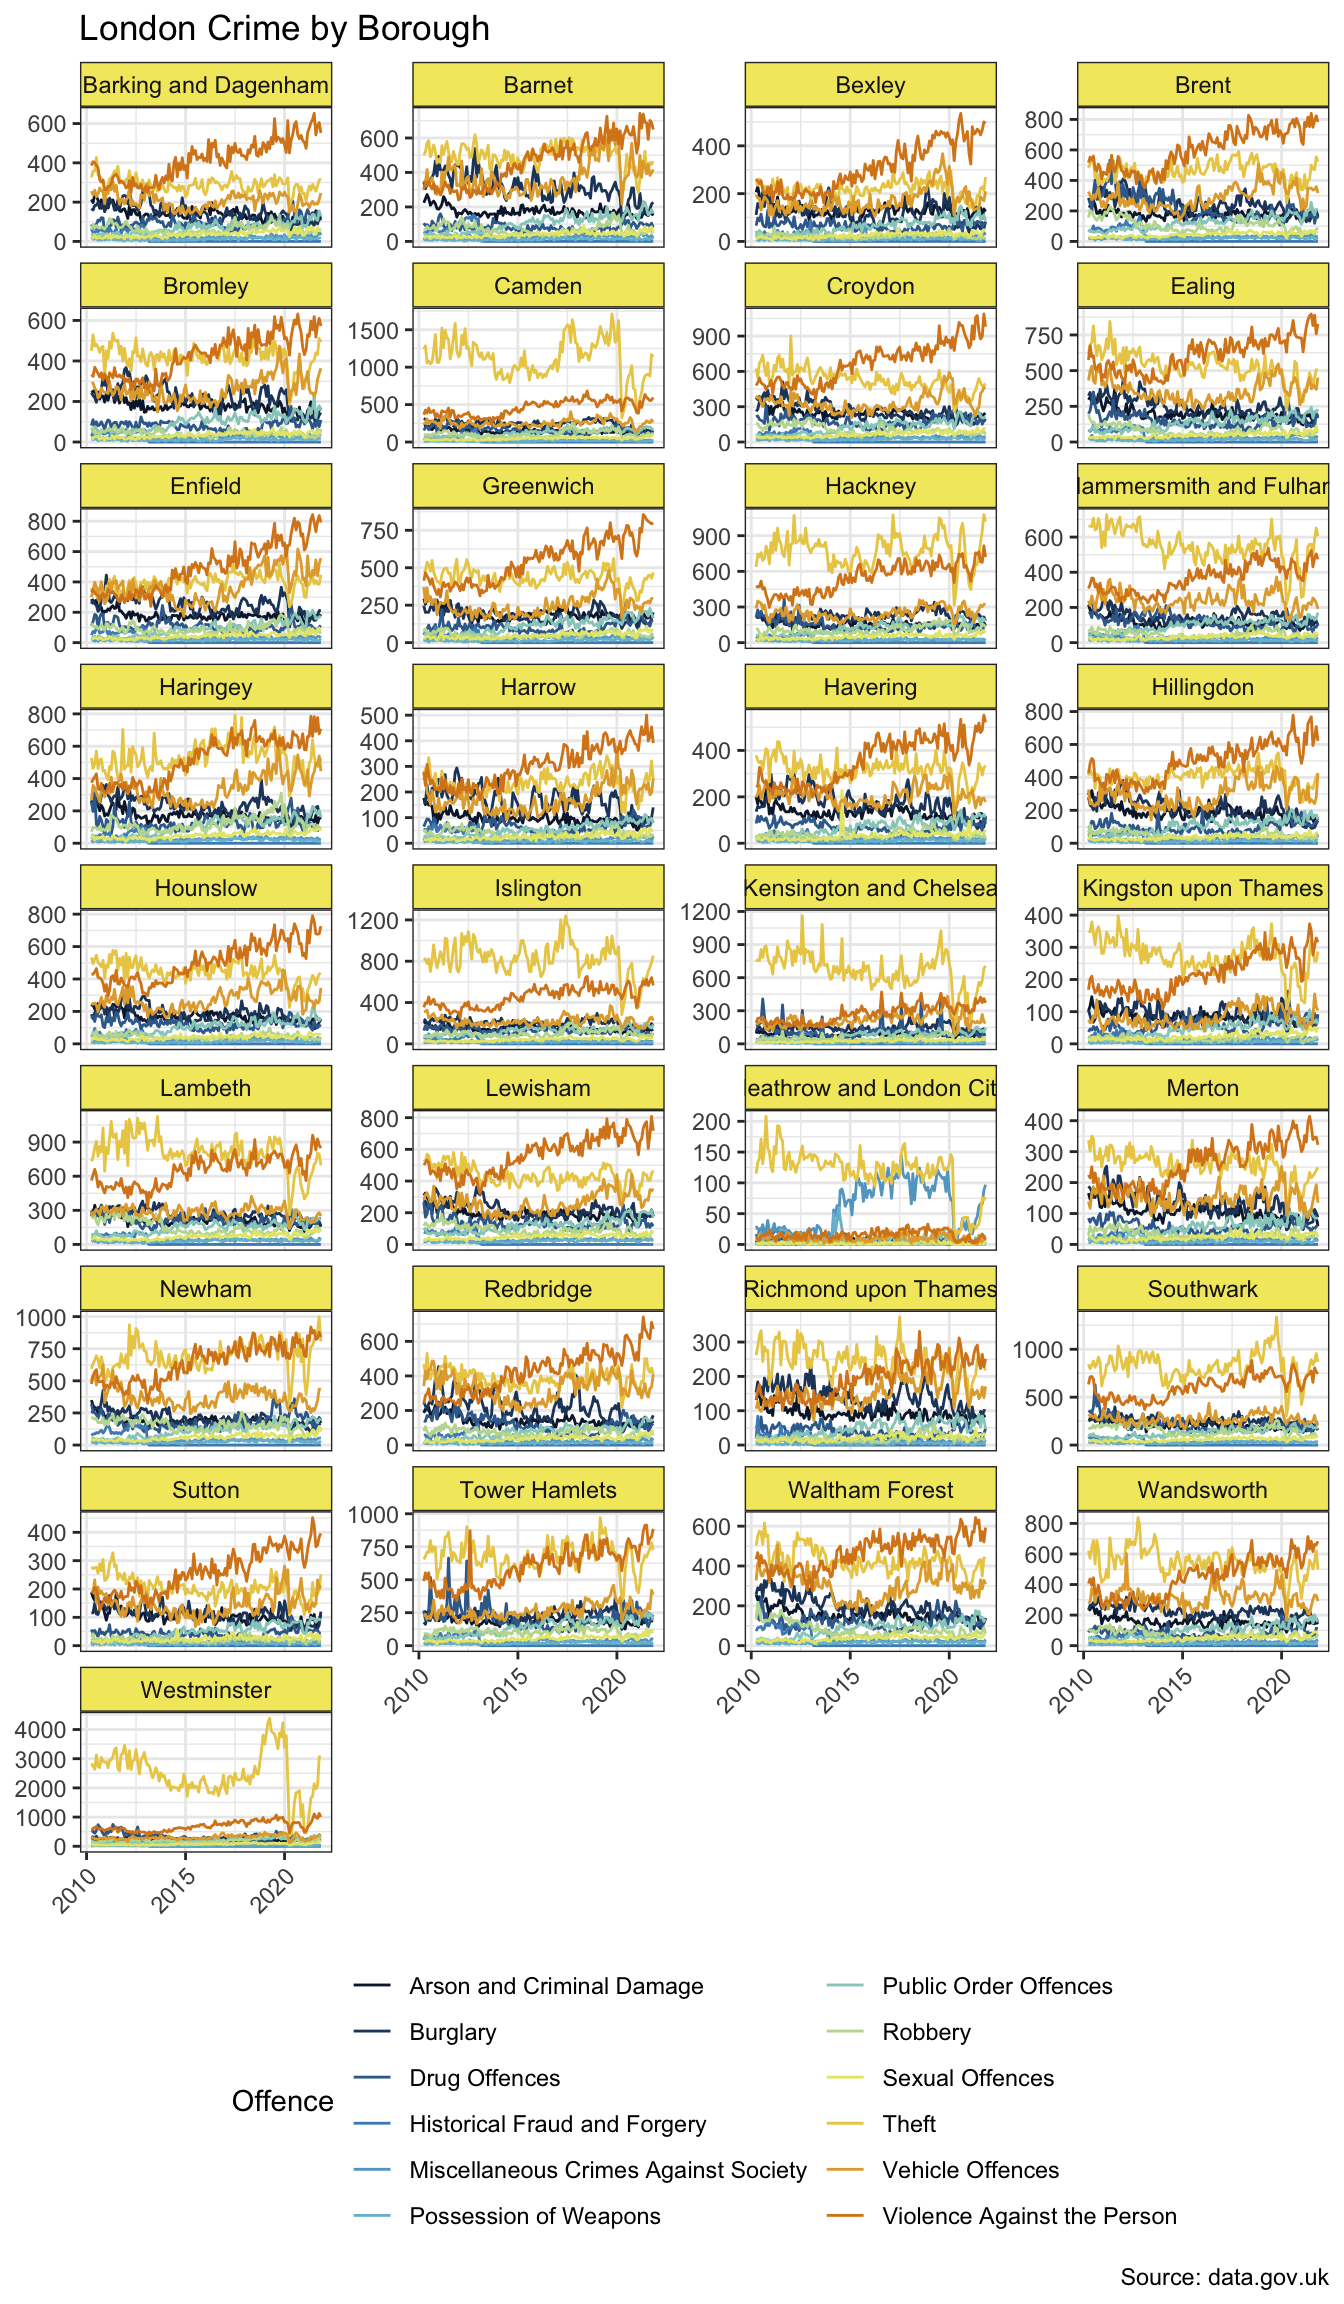 London Crime by Borough
Barking and Dagenham Barnet Bexley Brent
600 400 200 0
600 400 200 0
400 200 0
800 600 400 200 0
Bromley Camden Croydon Ealing
600 400 200 0
1500 1000 500 0
900 600 300 0
750 500 250 0
Enfield Greenwich Hackney ammersmith and Fulha
800 600 400 200 0
750 500 250 0
900 600 300 0
600 400 200 0
Haringey Harrow Havering Hillingdon
800 600 400 200 0
500 400 300 200 100 0
400 200 0
800 600 400 200 0
Hounslow Islington Kensington and Chelsea Kingston upon Thames
800 600 400 200 0
1200 800 400 0
1200 900 600 300 0
400 300 200 100 0
Lambeth Lewisham eathrow and London Cit Merton
900 600 300 0
800 600 400 200 0
200 150 100 50 0
400 300 200 100 0
Newham Redbridge Richmond upon Thames Southwark
1000 750 500 250 0
600 400 200 0
300 200 100 0
1000 500 0
Sutton Tower Hamlets Waltham Forest Wandsworth
400 300 200 100 0
1000 750 500 250 0
600 400 200 0
800 600 400 200 0
2010 2015 2020 2010 2015 2020 2010 2015 2020
Westminster
4000 3000 2000 1000 0
2010 2015 2020
Offence
Arson and Criminal Damage
Burglary
Drug Offences
Historical Fraud and Forgery
Miscellaneous Crimes Against Society
Possession of Weapons
Public Order Offences
Robbery
Sexual Offences
Theft
Vehicle Offences
Violence Against the Person
Source: data.gov.uk